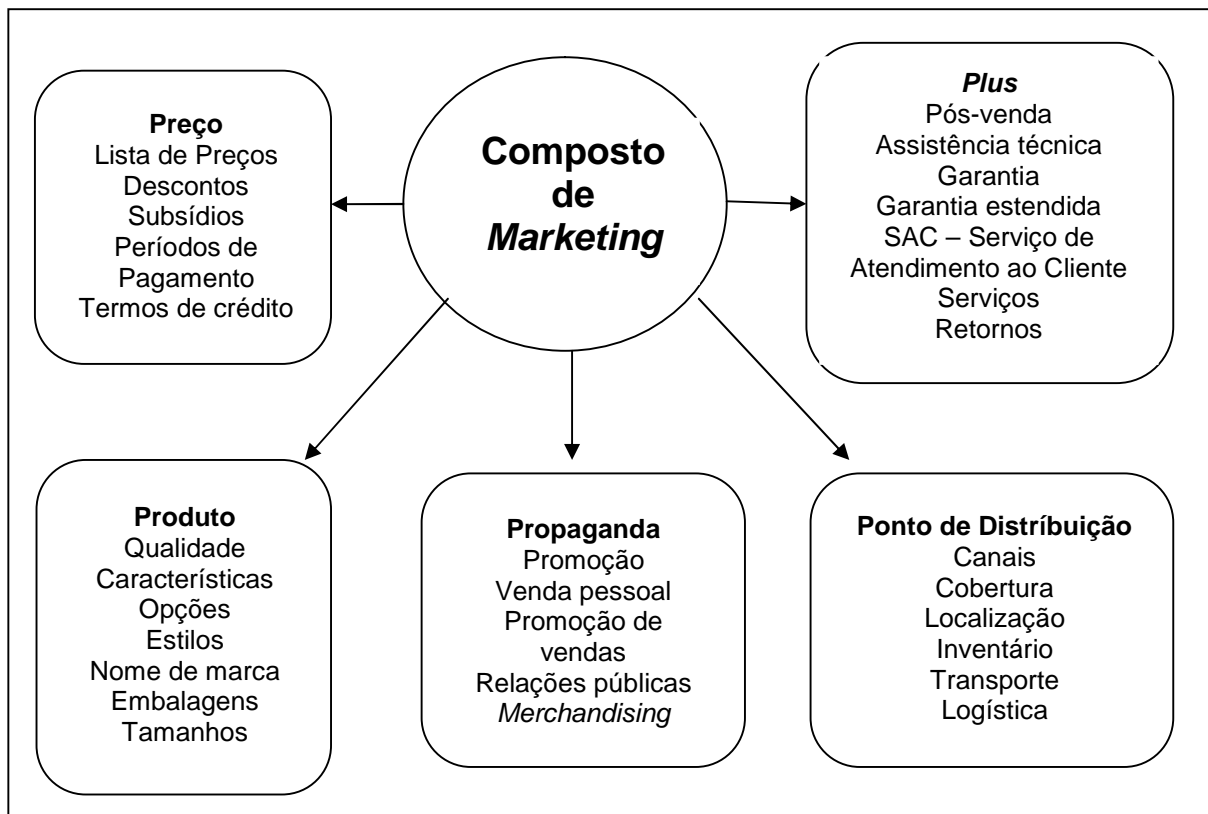 Preço
Lista de Preços
Descontos
Subsídios
Períodos de
Pagamento
Termos de crédito
Composto
de
Marketing
Plus
Pós-venda
Assistência técnica
Garantia
Garantia estendida
SAC – Serviço de
Atendimento ao Cliente
Serviços
Retornos
Produto
Qualidade
Características
Opções
Estilos
Nome de marca
Embalagens
Tamanhos
Propaganda
Promoção
Venda pessoal
Promoção de
vendas
Relações públicas
Merchandising
Ponto de Distríbuição
Canais
Cobertura
Localização
Inventário
Transporte
Logística